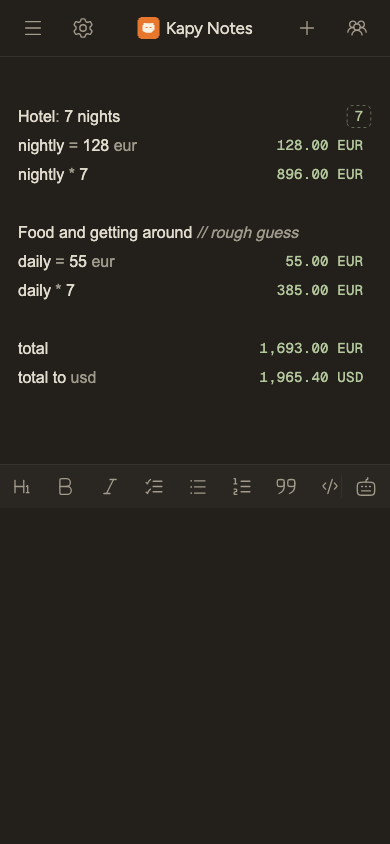 Kapy Notes
Hotel: 7 nights 7
nightly = 128 eur 128.00 EUR
nightly * 7 896.00 EUR
Food and getting around // rough guess
daily = 55 eur 55.00 EUR
daily * 7 385.00 EUR
total 1,693.00 EUR
total to usd 1,965.40 USD
H1 B I 1 2 99 </>